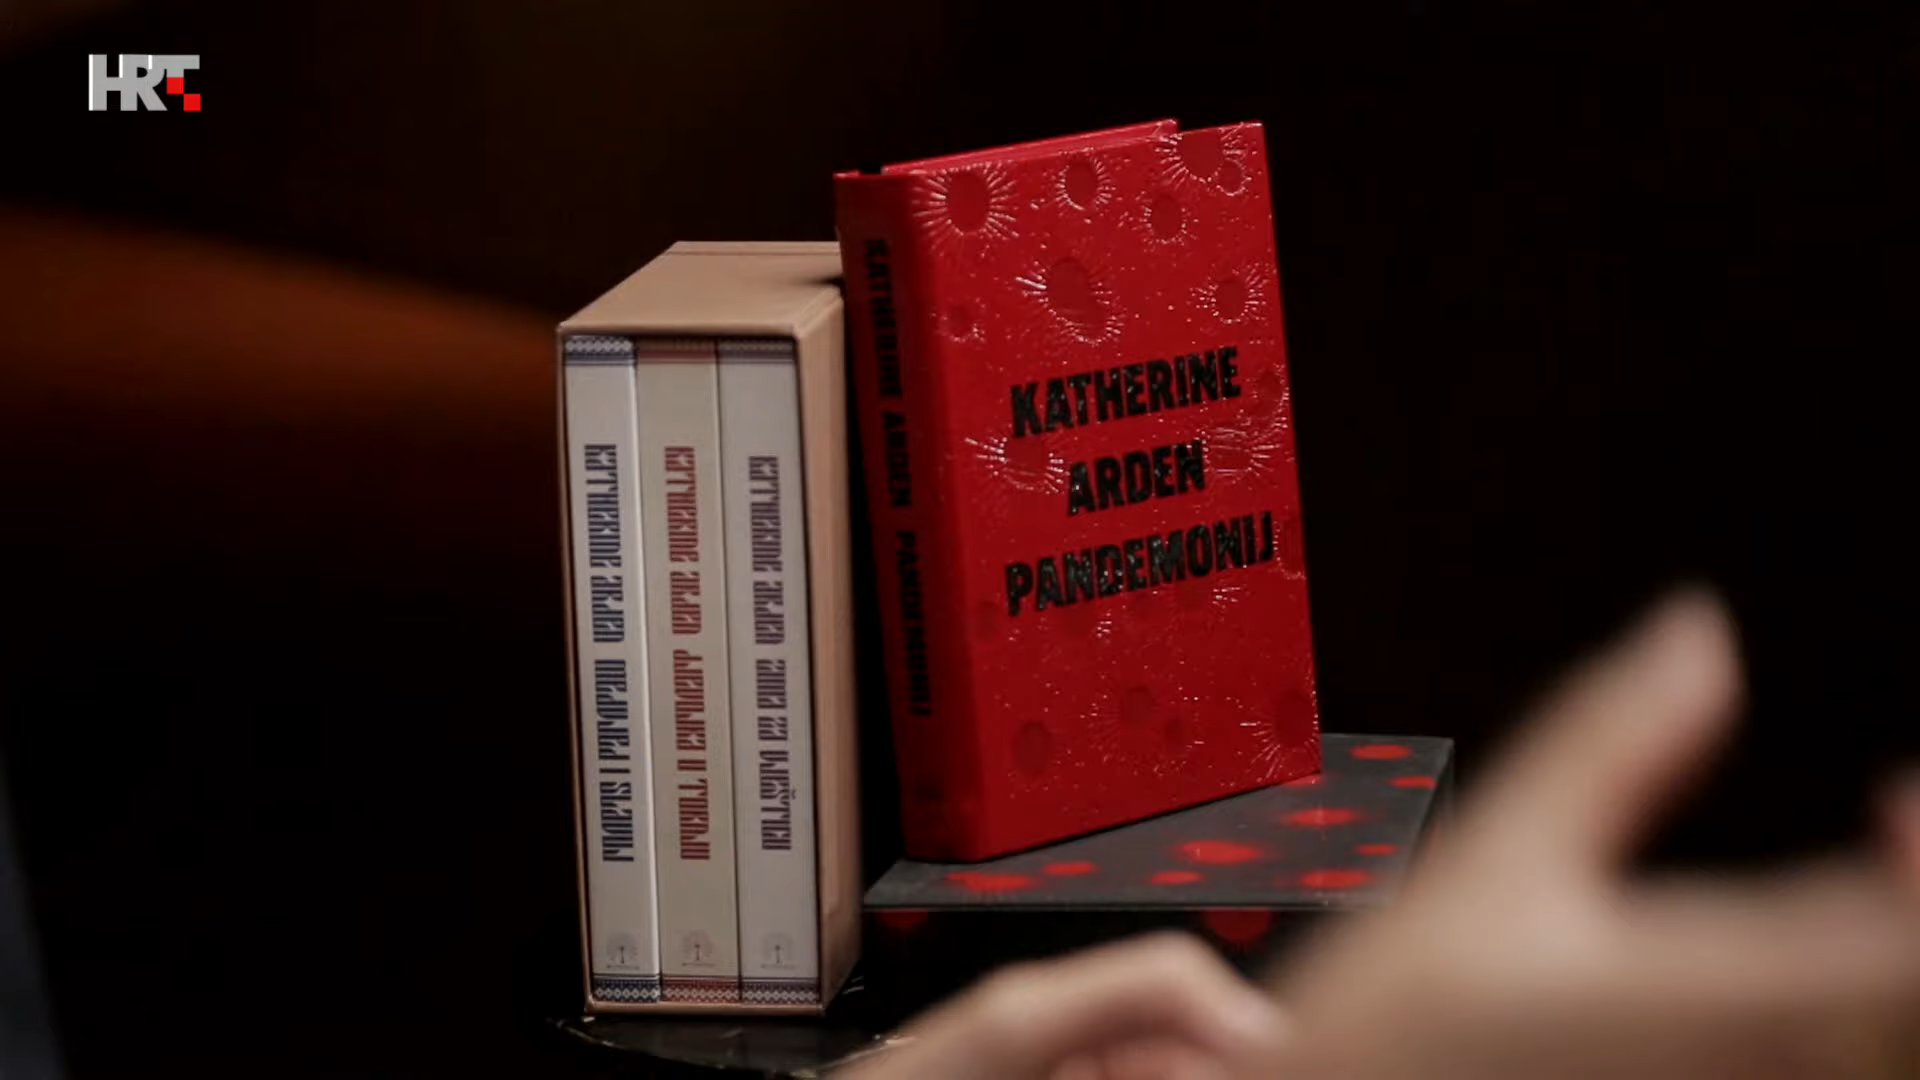 HRT
KATHERINE ARDEN MEDVJED I SLAVUJ
KATHERINE ARDEN DJEVOJKA U TORNJU
KATHERINE ARDEN ZIMA ZA VJEŠTICU
KATHERINE ARDEN PANDEMONIJ
KATHERINE
ARDEN
PANDEMONIJ